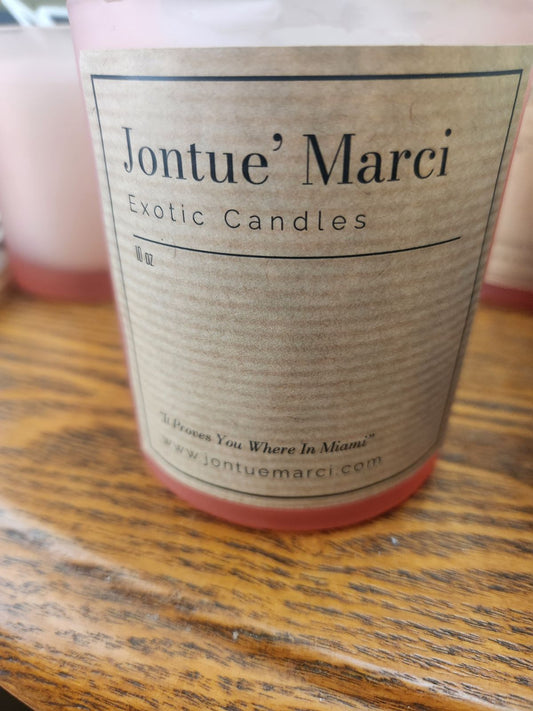 Jontue’ Marci
Exotic Candles
10 oz
"It Proves You Where In Miami"
www.jontuemarci.com